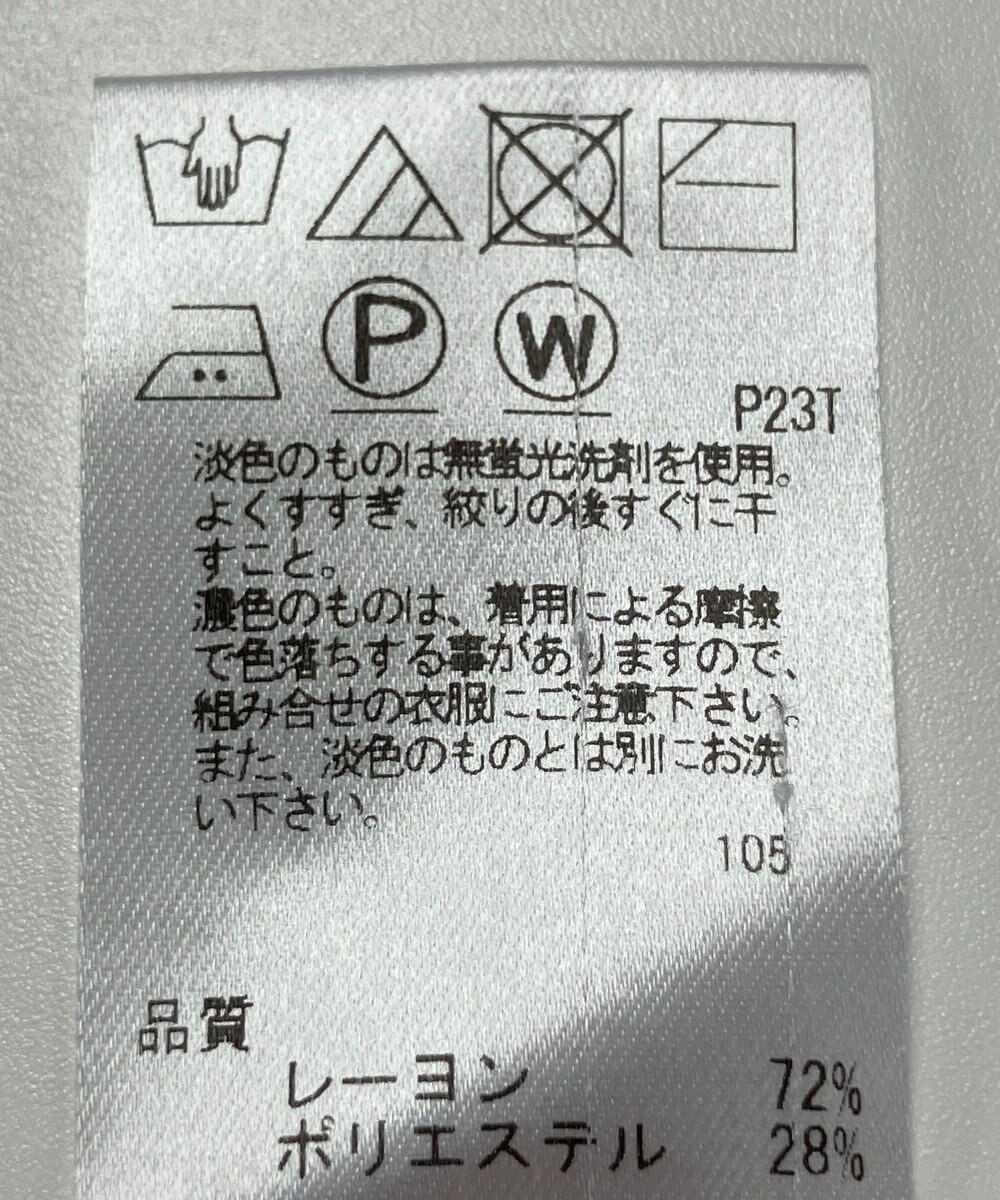 P
W
P23T
淡色のものは無蛍光洗剤を使用。
よくすすぎ、絞りの後すぐに干
すこと。
濃色のものは、着用による摩擦
で色落ちする事がありますので、
組み合せの衣服にご注意下さい。
また、淡色のものとは別にお洗
い下さい。
105
品質
レーヨン 72%
ポリエステル 28%